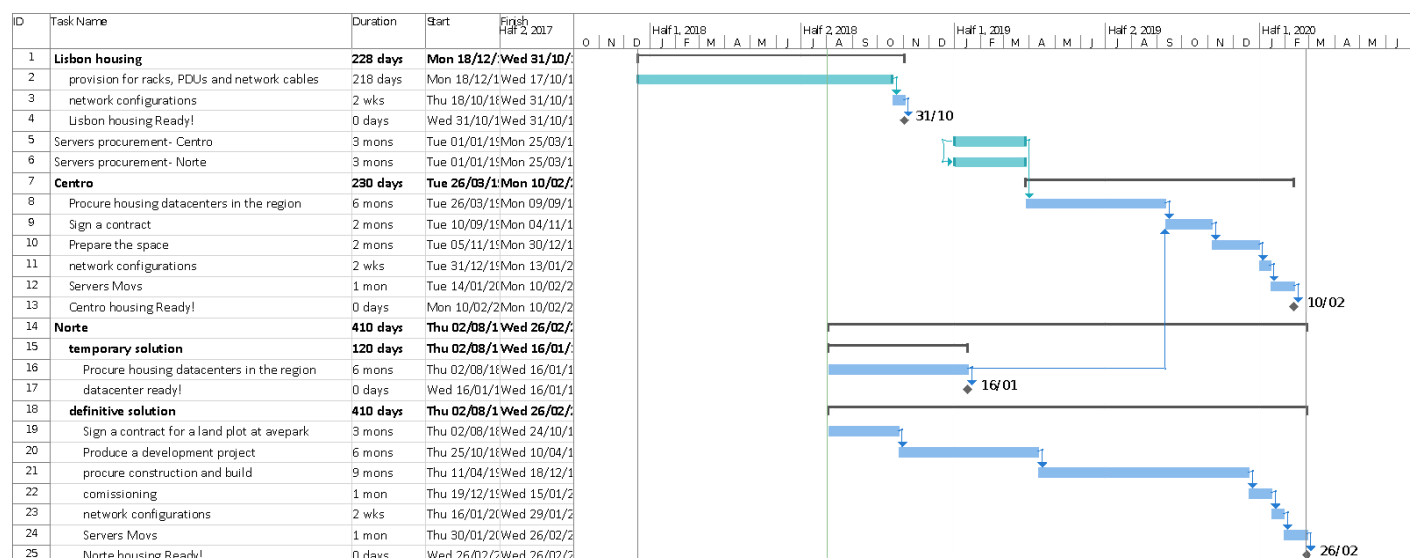 ID Task Name Duration Start Finish
Half 2, 2017 Half 1, 2018 Half 2, 2018 Half 1, 2019 Half 2, 2019 Half 1, 2020
O N D J F M A M J J A S O N D J F M A M J J A S O N D J F M A M J
1 Lisbon housing 228 days Mon 18/12/ Wed 31/10/
2 provision for racks, PDUs and network cables 218 days Mon 18/12/1 Wed 17/10/1
3 network configurations 2 wks Thu 18/10/18 Wed 31/10/1
4 Lisbon housing Ready! 0 days Wed 31/10/1 Wed 31/10/1 31/10
5 Servers procurement- Centro 3 mons Tue 01/01/19 Mon 25/03/1
6 Servers procurement- Norte 3 mons Tue 01/01/19 Mon 25/03/1
7 Centro 230 days Tue 26/03/1 Mon 10/02/
8 Procure housing datacenters in the region 6 mons Tue 26/03/19 Mon 09/09/1
9 Sign a contract 2 mons Tue 10/09/19 Mon 04/11/1
10 Prepare the space 2 mons Tue 05/11/19 Mon 30/12/1
11 network configurations 2 wks Tue 31/12/19 Mon 13/01/2
12 Servers Movs 1 mon Tue 14/01/20 Mon 10/02/2
13 Centro housing Ready! 0 days Mon 10/02/2 Mon 10/02/2 10/02
14 Norte 410 days Thu 02/08/1 Wed 26/02/
15 temporary solution 120 days Thu 02/08/1 Wed 16/01/
16 Procure housing datacenters in the region 6 mons Thu 02/08/18 Wed 16/01/1
17 datacenter ready! 0 days Wed 16/01/1 Wed 16/01/1 16/01
18 definitive solution 410 days Thu 02/08/1 Wed 26/02/
19 Sign a contract for a land plot at avepark 3 mons Thu 02/08/18 Wed 24/10/1
20 Produce a development project 6 mons Thu 25/10/18 Wed 10/04/1
21 procure construction and build 9 mons Thu 11/04/19 Wed 18/12/1
22 comissioning 1 mon Thu 19/12/19 Wed 15/01/2
23 network configurations 2 wks Thu 16/01/20 Wed 29/01/2
24 Servers Movs 1 mon Thu 30/01/20 Wed 26/02/2
25 Norte housing Ready! 0 days Wed 26/02/2 Wed 26/02/2 26/02